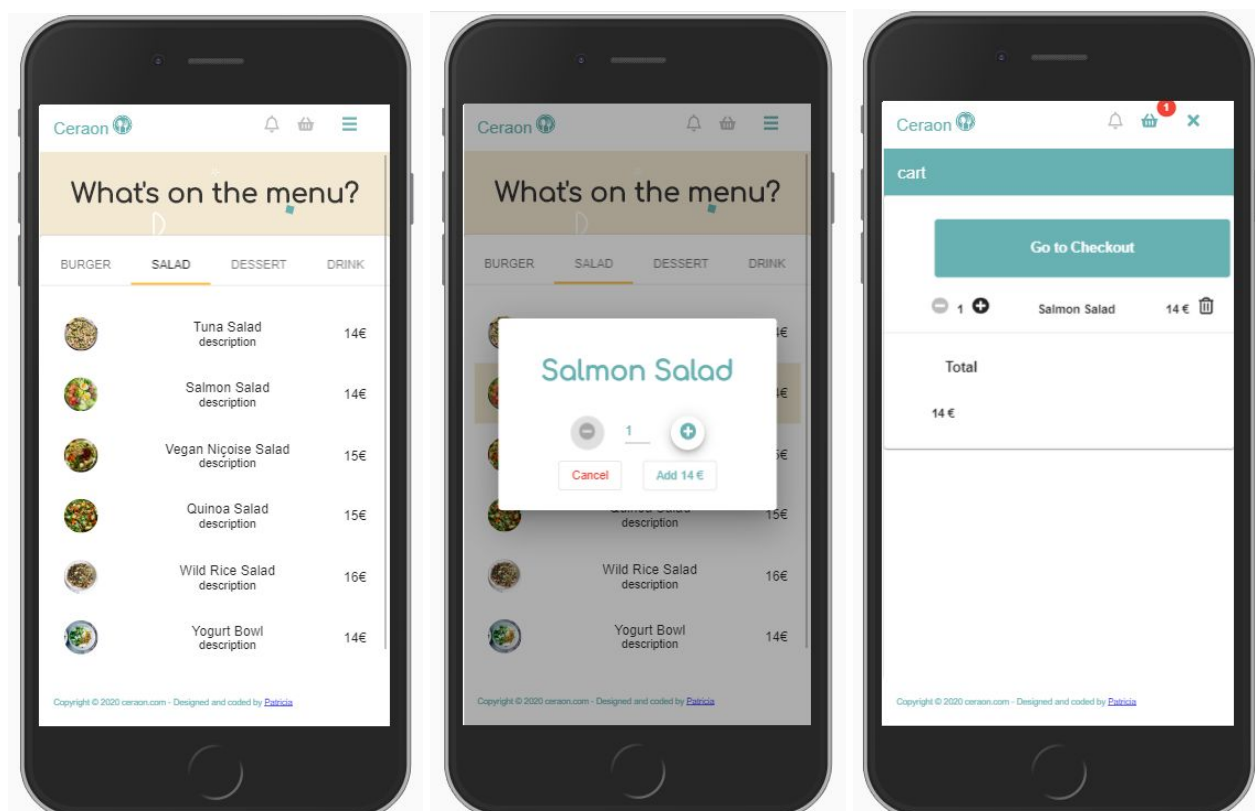 Ceraon
What's on the menu?
BURGER SALAD DESSERT DRINK
Tuna Salad
description
14€
Salmon Salad
description
14€
Vegan Niçoise Salad
description
15€
Quinoa Salad
description
15€
Wild Rice Salad
description
16€
Yogurt Bowl
description
14€
Copyright © 2020 ceraon.com - Designed and coded by Patricia
Ceraon
What's on the menu?
BURGER SALAD DESSERT DRINK
Salmon Salad
1
Cancel Add 14 €
description
15€
Wild Rice Salad
description
16€
Yogurt Bowl
description
14€
Copyright © 2020 ceraon.com - Designed and coded by Patricia
Ceraon
1
cart
Go to Checkout
1 Salmon Salad 14 €
Total
14 €
Copyright © 2020 ceraon.com - Designed and coded by Patricia